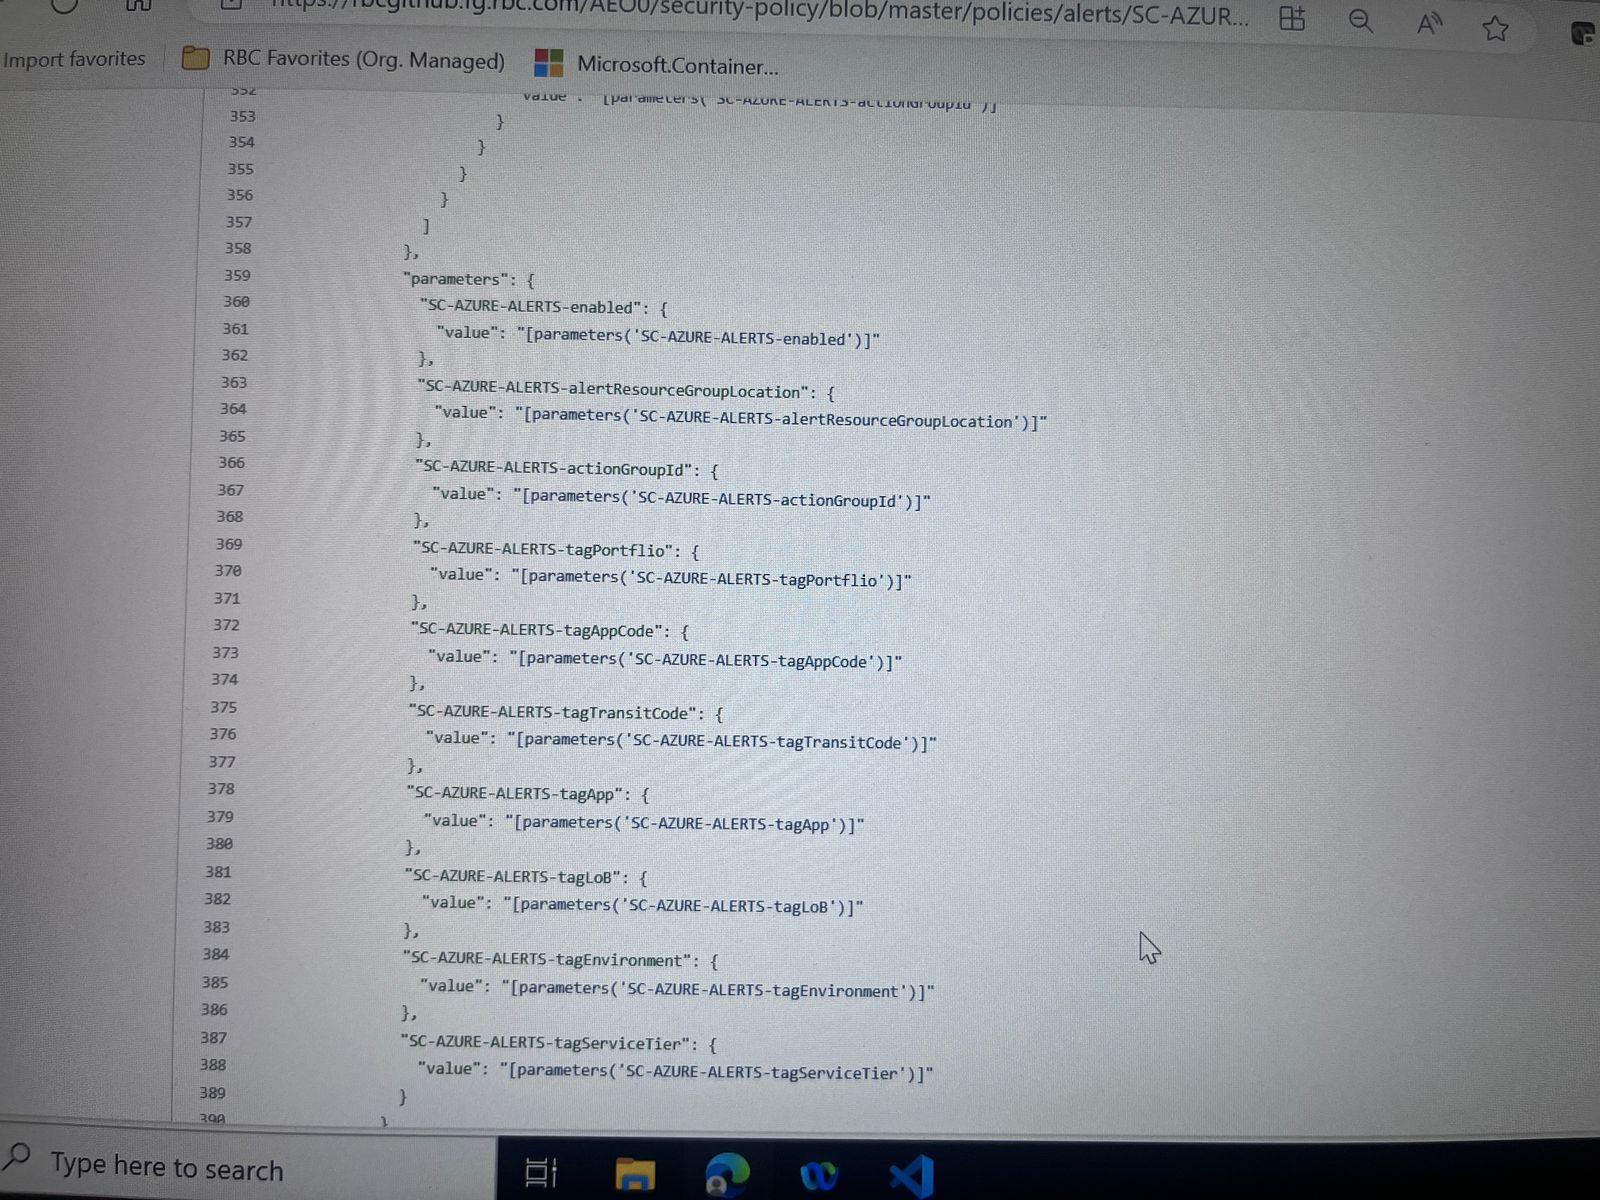 https://rbcgithub.fg.rbc.com/AEO0/security-policy/blob/master/policies/alerts/SC-AZUR...
Import favorites RBC Favorites (Org. Managed) Microsoft.Container...
352 "value": "[parameters('SC-AZURE-ALERTS-actionGroupId')]"
353 }
354 }
355 }
356 }
357 ]
358 },
359 "parameters": {
360 "SC-AZURE-ALERTS-enabled": {
361 "value": "[parameters('SC-AZURE-ALERTS-enabled')]"
362 },
363 "SC-AZURE-ALERTS-alertResourceGroupLocation": {
364 "value": "[parameters('SC-AZURE-ALERTS-alertResourceGroupLocation')]"
365 },
366 "SC-AZURE-ALERTS-actionGroupId": {
367 "value": "[parameters('SC-AZURE-ALERTS-actionGroupId')]"
368 },
369 "SC-AZURE-ALERTS-tagPortflio": {
370 "value": "[parameters('SC-AZURE-ALERTS-tagPortflio')]"
371 },
372 "SC-AZURE-ALERTS-tagAppCode": {
373 "value": "[parameters('SC-AZURE-ALERTS-tagAppCode')]"
374 },
375 "SC-AZURE-ALERTS-tagTransitCode": {
376 "value": "[parameters('SC-AZURE-ALERTS-tagTransitCode')]"
377 },
378 "SC-AZURE-ALERTS-tagApp": {
379 "value": "[parameters('SC-AZURE-ALERTS-tagApp')]"
380 },
381 "SC-AZURE-ALERTS-tagLoB": {
382 "value": "[parameters('SC-AZURE-ALERTS-tagLoB')]"
383 },
384 "SC-AZURE-ALERTS-tagEnvironment": {
385 "value": "[parameters('SC-AZURE-ALERTS-tagEnvironment')]"
386 },
387 "SC-AZURE-ALERTS-tagServiceTier": {
388 "value": "[parameters('SC-AZURE-ALERTS-tagServiceTier')]"
389 }
390 }
Type here to search